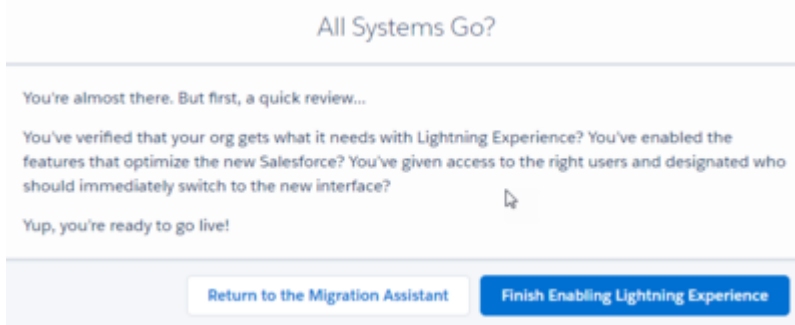 All Systems Go?
You're almost there. But first, a quick review...
You've verified that your org gets what it needs with Lightning Experience? You've enabled the
features that optimize the new Salesforce? You've given access to the right users and designated who
should immediately switch to the new interface?
Yup, you're ready to go live!
Return to the Migration Assistant
Finish Enabling Lightning Experience